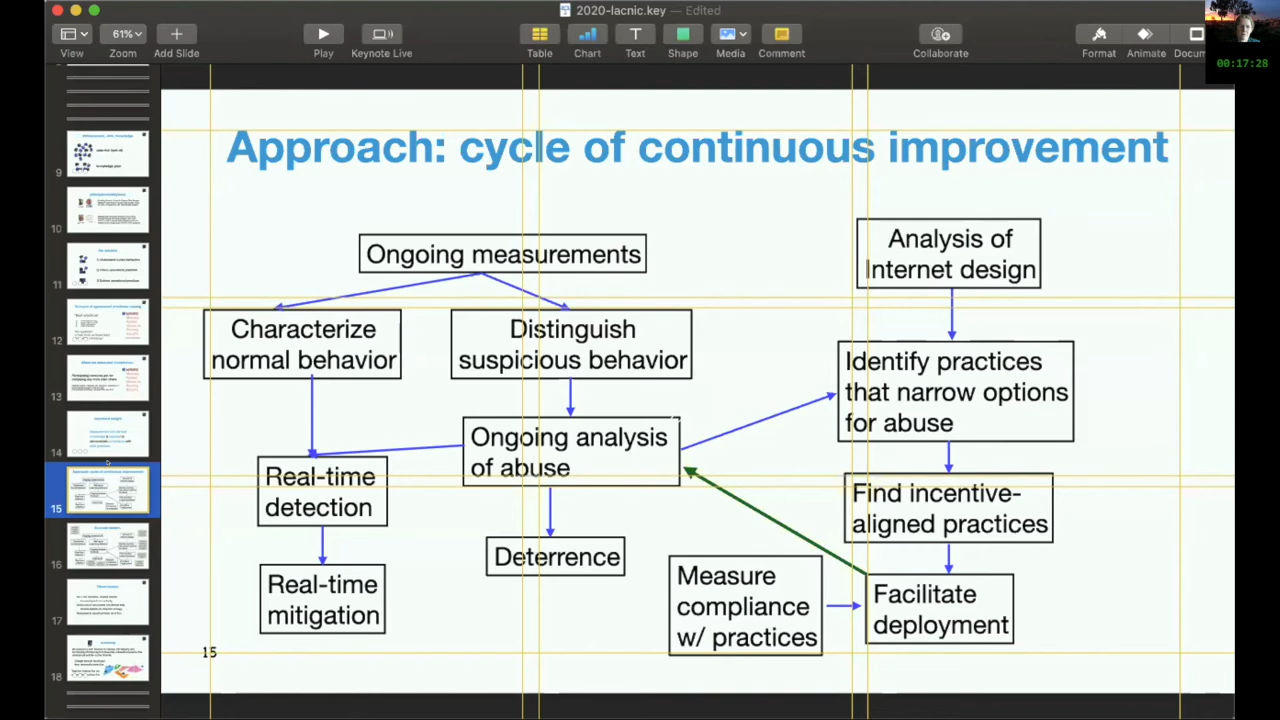 2020-lacnic.key — Edited
61%
View
Zoom
Add Slide
Play
Keynote Live
Table
Chart
Text
Shape
Media
Comment
Collaborate
Format
Animate
00:17:28
9
10
11
12
13
14
15
16
17
18
Approach: cycle of continuous improvement
Ongoing measurements
Analysis of
Internet design
Characterize
normal behavior
Distinguish
suspicious behavior
Identify practices
that narrow options
for abuse
Ongoing analysis
of abuse
Real-time
detection
Find incentive-
aligned practices
Deterrence
Real-time
mitigation
Measure
compliance
w/ practices
Facilitate
deployment
15